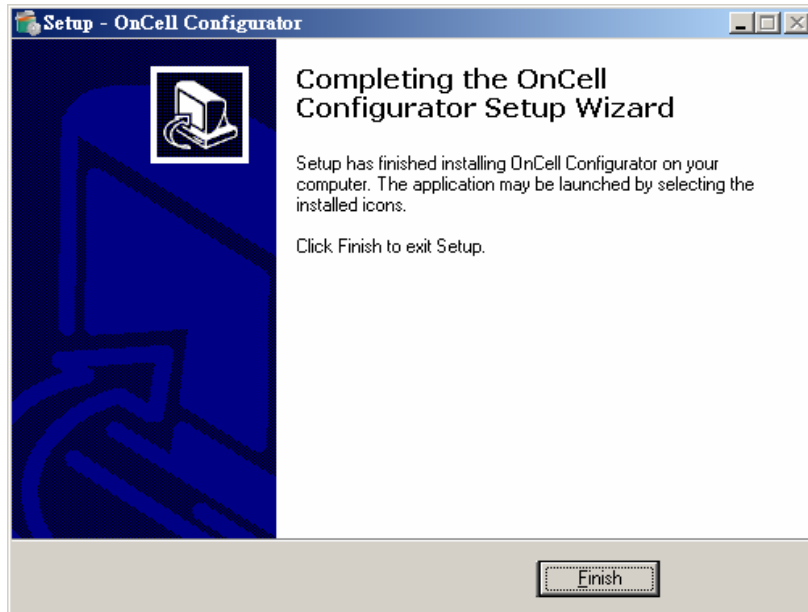 Setup - OnCell Configurator
Completing the OnCell
Configurator Setup Wizard
Setup has finished installing OnCell Configurator on your
computer. The application may be launched by selecting the
installed icons.
Click Finish to exit Setup.
Finish